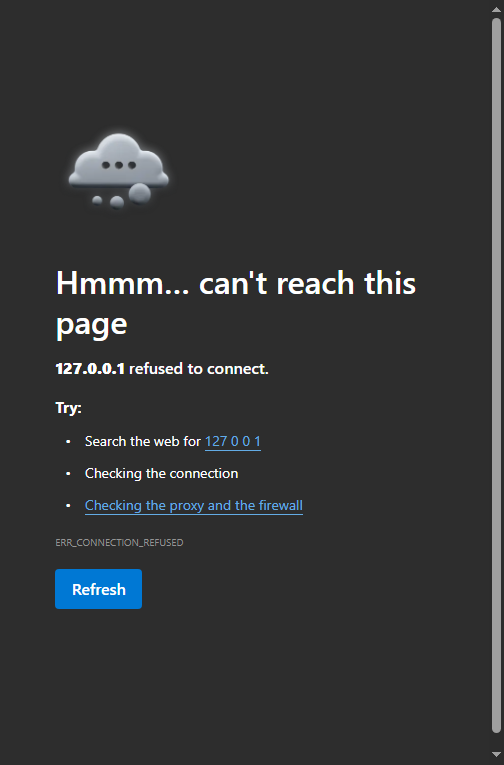 Hmmm... can't reach this
page
127.0.0.1 refused to connect.
Try:
• Search the web for 127 0 0 1
• Checking the connection
• Checking the proxy and the firewall
ERR_CONNECTION_REFUSED
Refresh